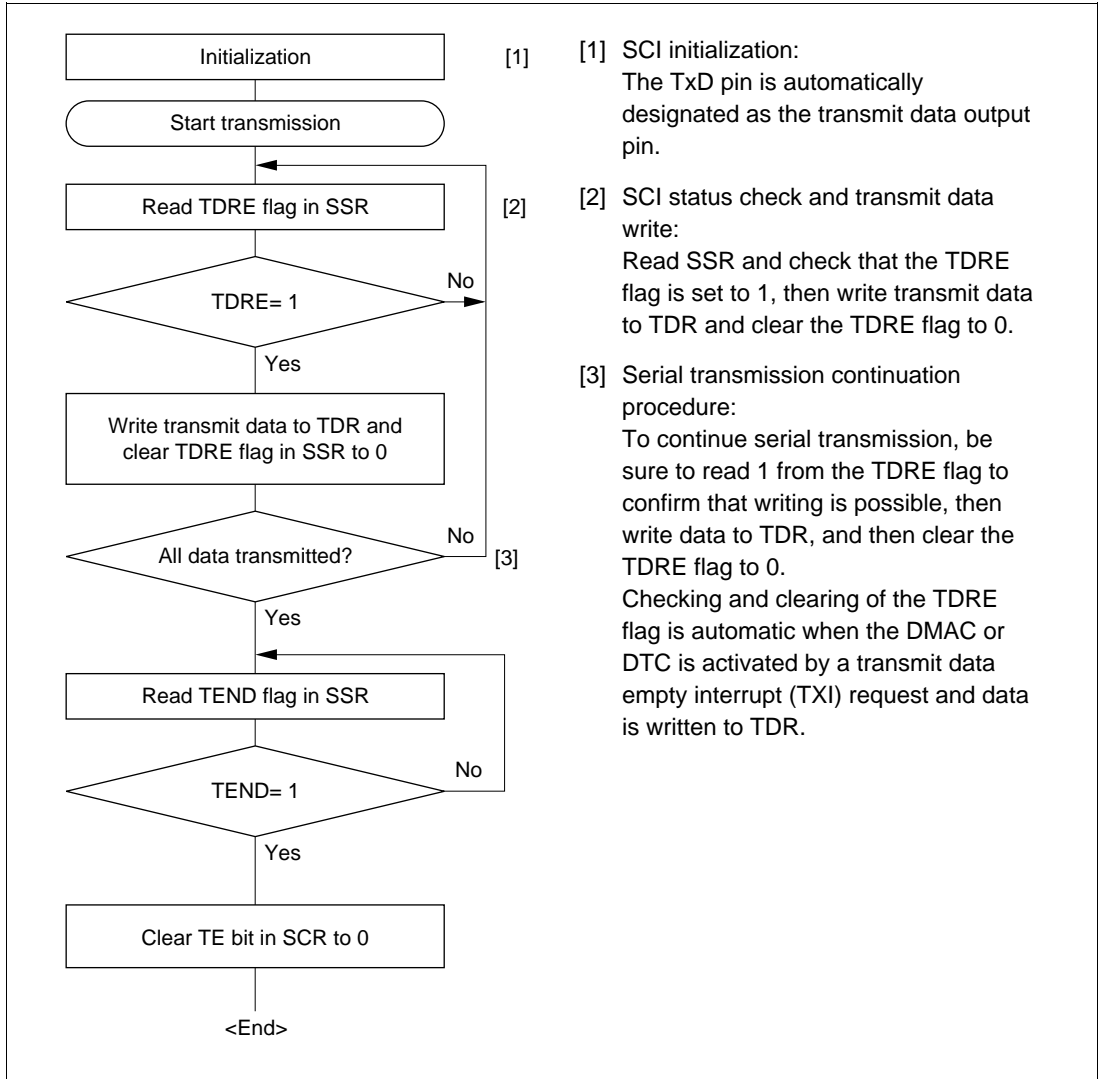 Initialization
[1]
Start transmission
Read TDRE flag in SSR
[2]
TDRE= 1
No
Yes
Write transmit data to TDR and
clear TDRE flag in SSR to 0
All data transmitted?
No
[3]
Yes
Read TEND flag in SSR
TEND= 1
No
Yes
Clear TE bit in SCR to 0
<End>
[1] SCI initialization:
The TxD pin is automatically
designated as the transmit data output
pin.
[2] SCI status check and transmit data
write:
Read SSR and check that the TDRE
flag is set to 1, then write transmit data
to TDR and clear the TDRE flag to 0.
[3] Serial transmission continuation
procedure:
To continue serial transmission, be
sure to read 1 from the TDRE flag to
confirm that writing is possible, then
write data to TDR, and then clear the
TDRE flag to 0.
Checking and clearing of the TDRE
flag is automatic when the DMAC or
DTC is activated by a transmit data
empty interrupt (TXI) request and data
is written to TDR.